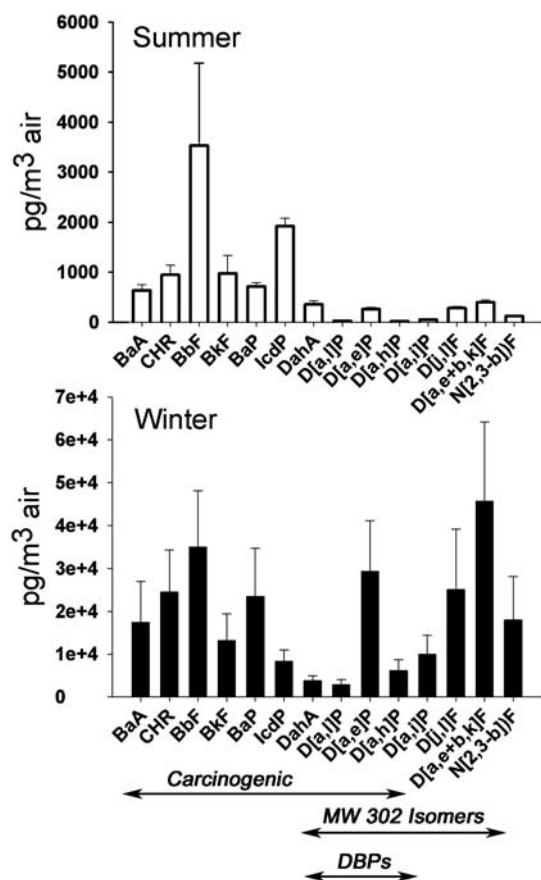 Summer
pg/m3 air
6000
5000
4000
3000
2000
1000
0
BaA
CHR
BbF
BkF
BaP
IcdP
DahA
D[a,l]P
D[a,e]P
D[a,h]P
D[a,i]P
D[j,l]F
D[a,e+b,k]F
N[2,3-b])F
Winter
pg/m3 air
7e+4
6e+4
5e+4
4e+4
3e+4
2e+4
1e+4
0
BaA
CHR
BbF
BkF
BaP
IcdP
DahA
D[a,l]P
D[a,e]P
D[a,h]P
D[a,i]P
D[j,l]F
D[a,e+b,k]F
N[2,3-b])F
Carcinogenic
MW 302 Isomers
DBPs